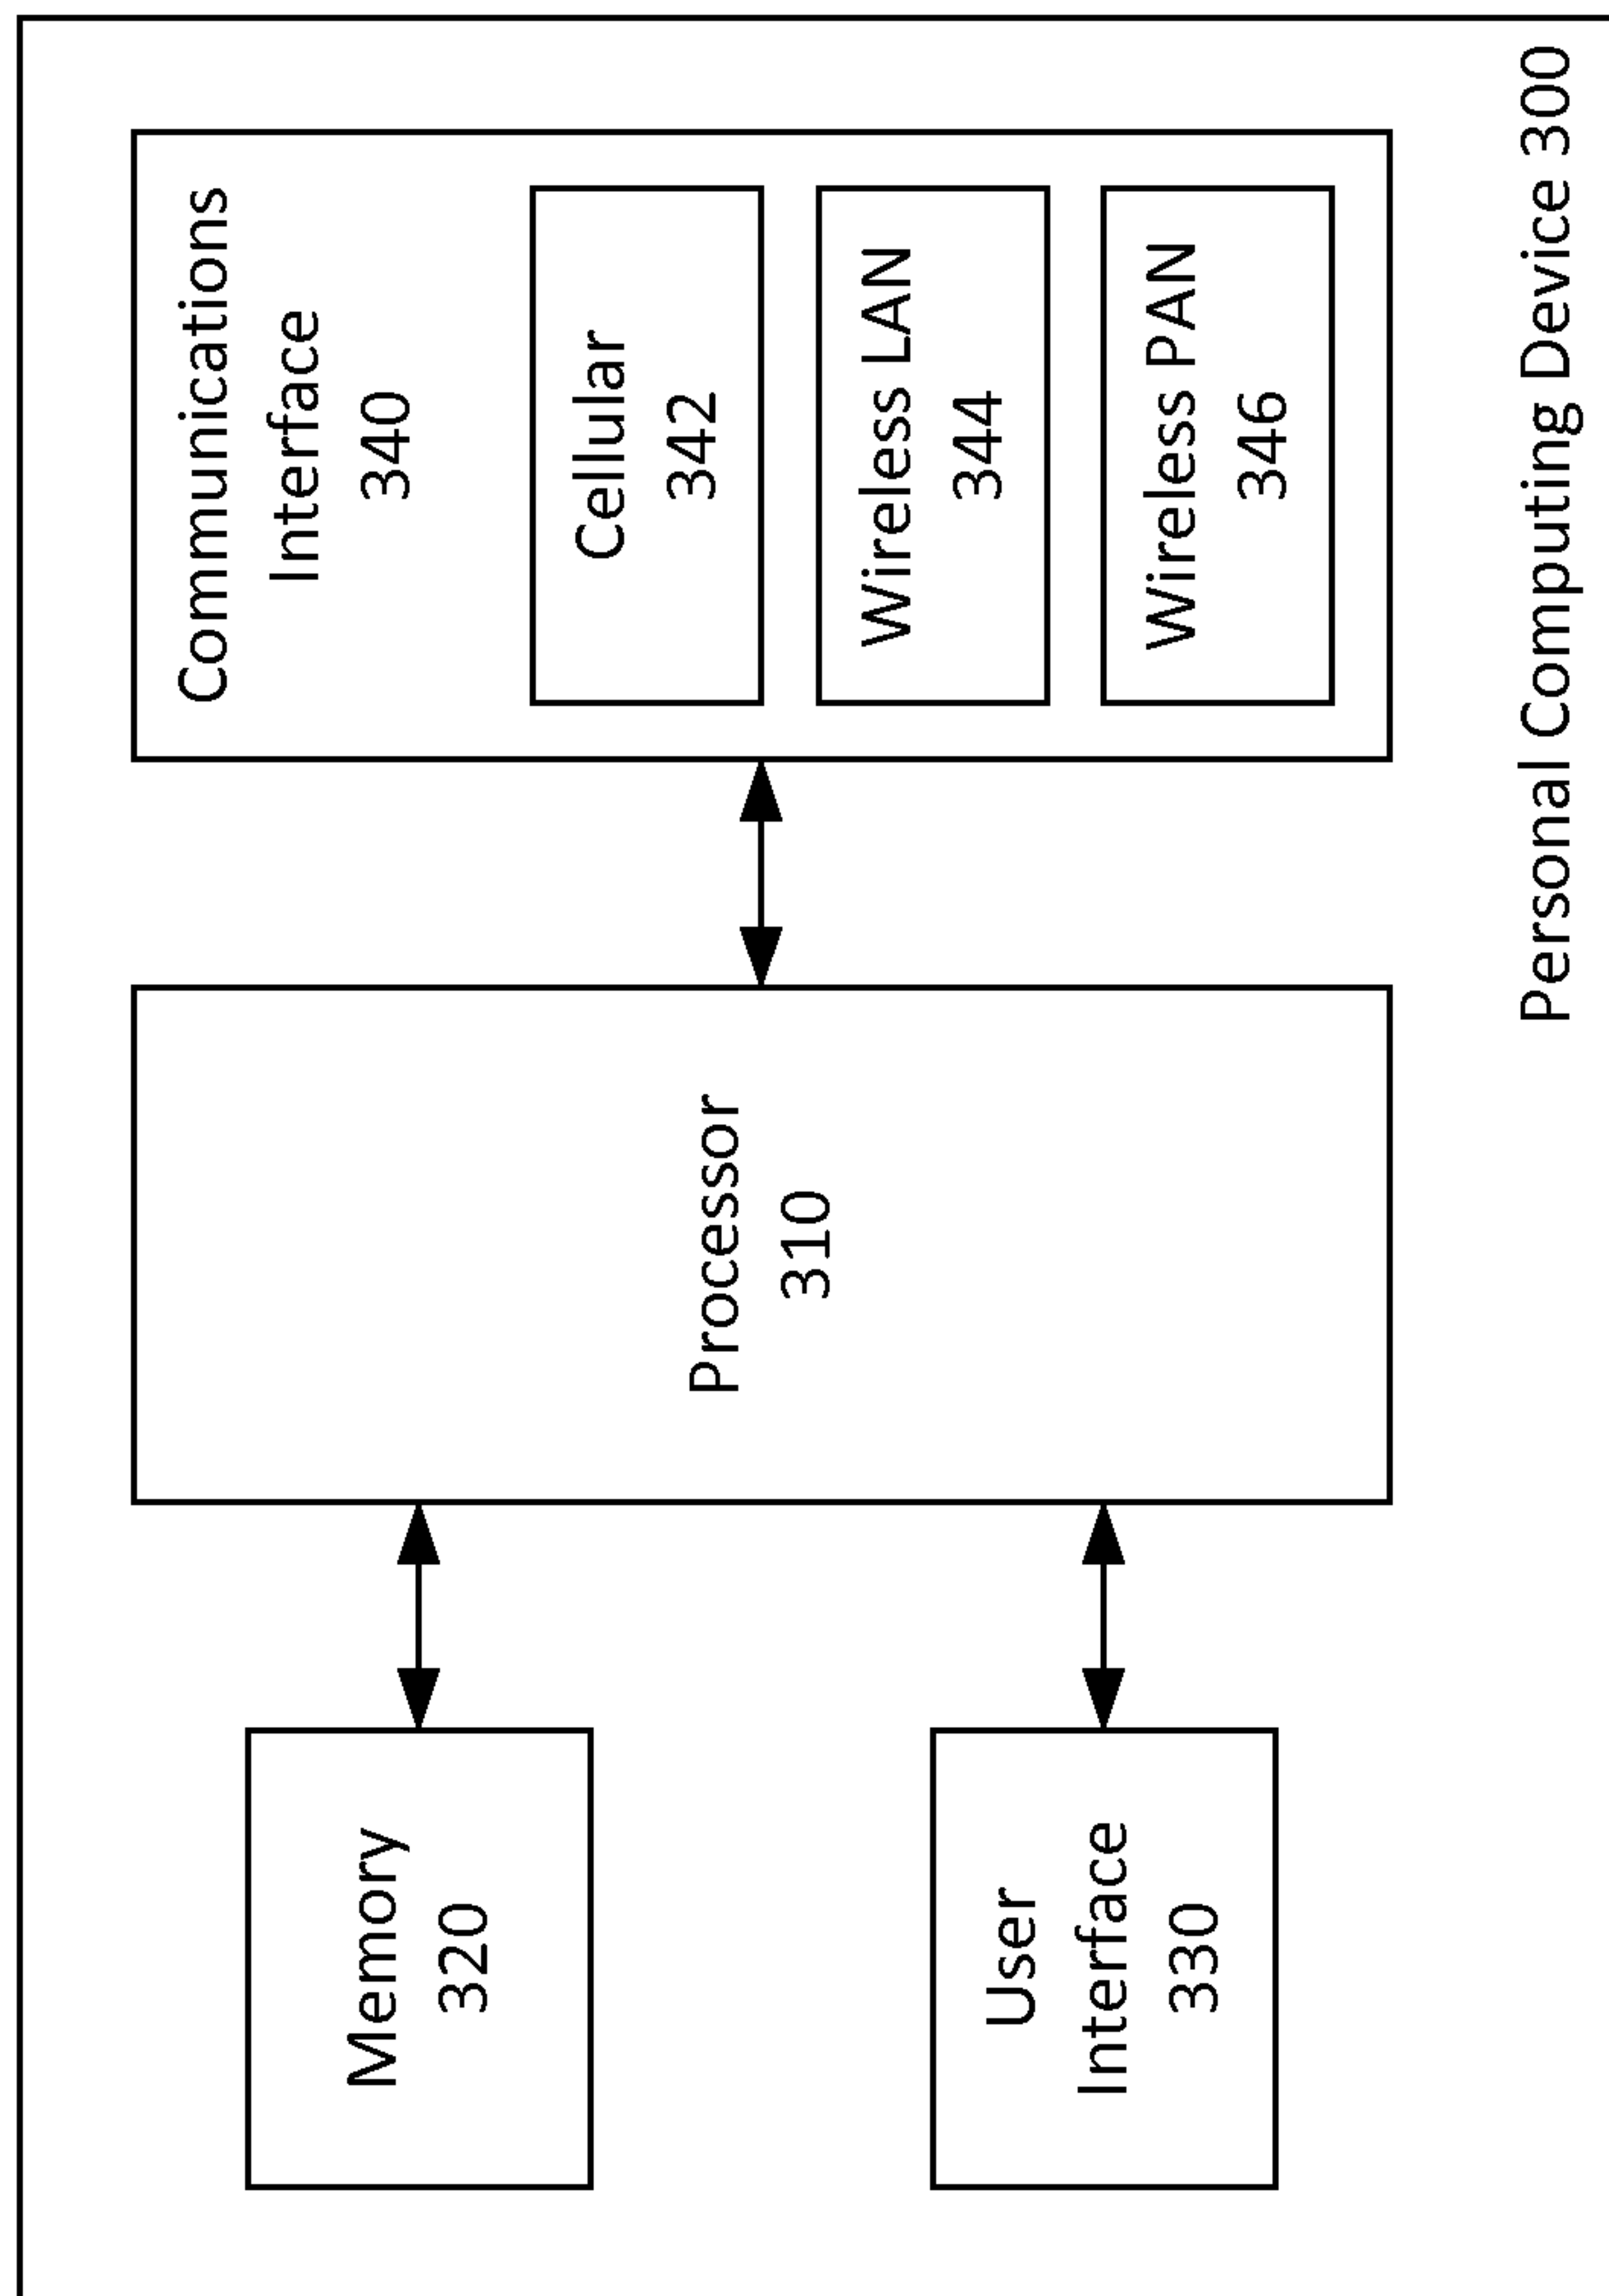 Memory
320
User
Interface
330
Processor
310
Communications
Interface
340
Cellular
342
Wireless LAN
344
Wireless PAN
346
Personal Computing Device 300